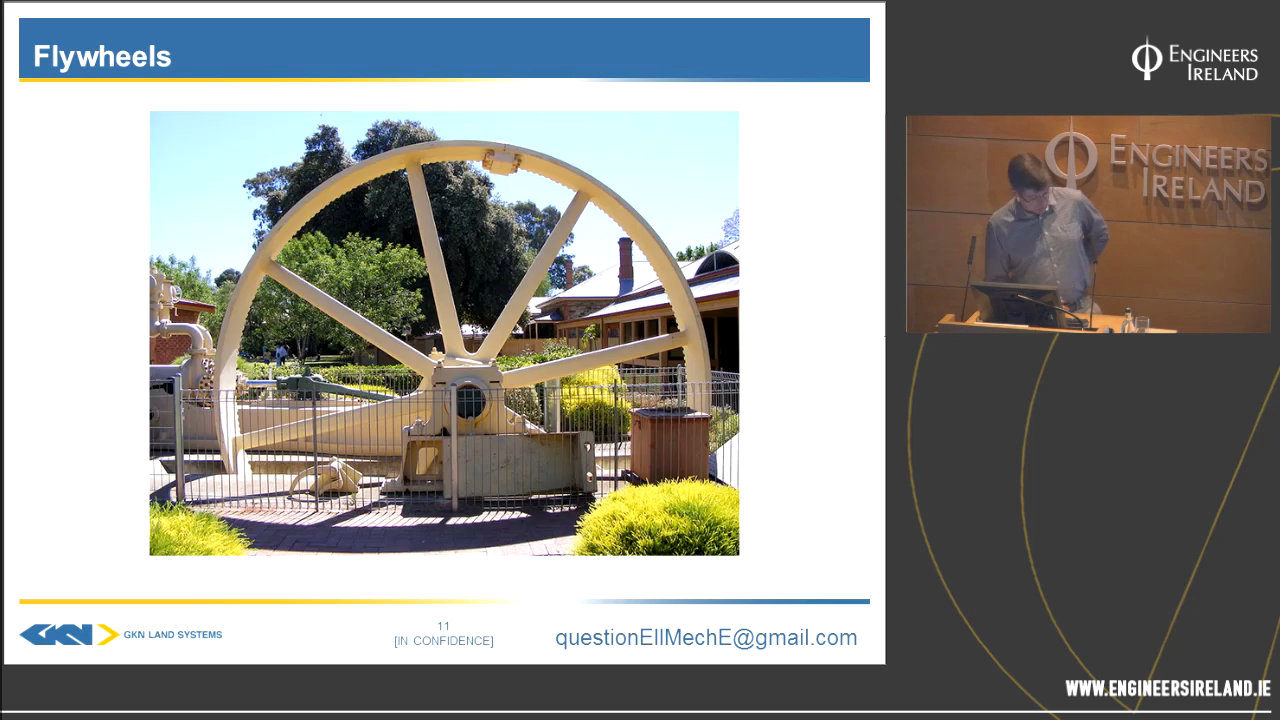 Flywheels
GKN LAND SYSTEMS
11
[IN CONFIDENCE]
questionEIIMechE@gmail.com
ENGINEERS
IRELAND
ENGINEERS
IRELAND
WWW.ENGINEERSIRELAND.IE